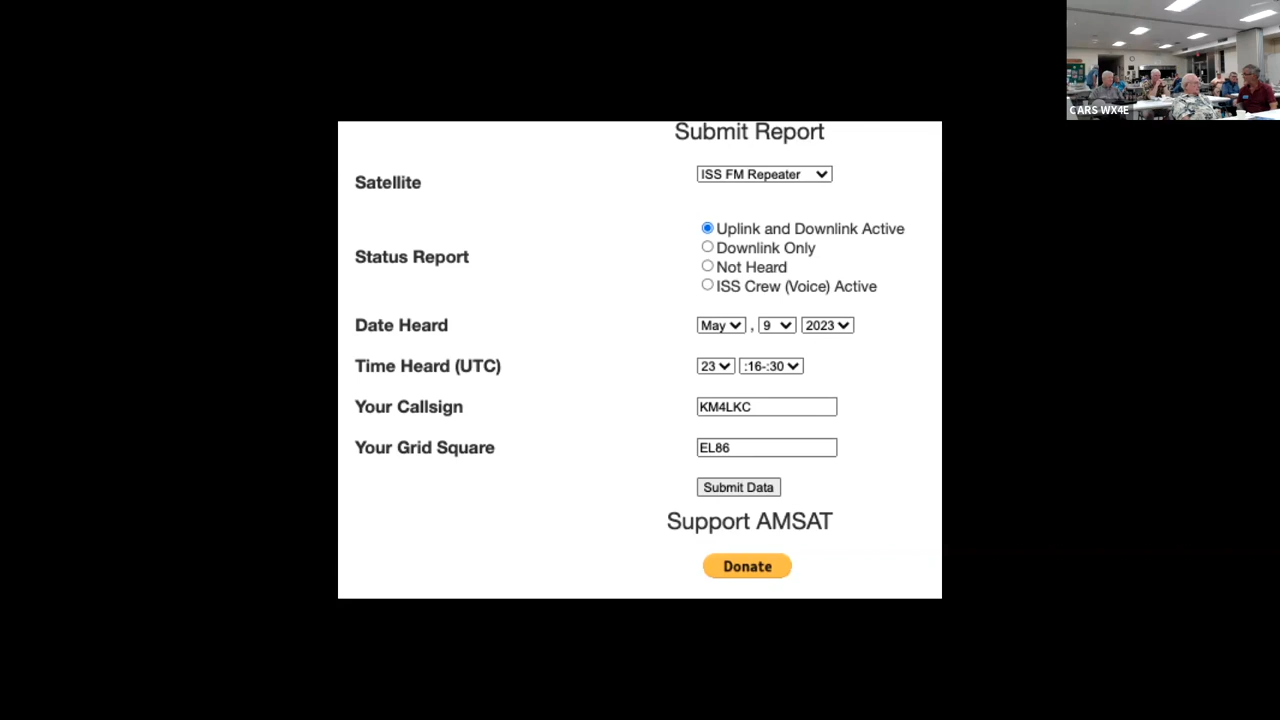 CARS WX4E
Submit Report
Satellite
ISS FM Repeater
Status Report
Uplink and Downlink Active
Downlink Only
Not Heard
ISS Crew (Voice) Active
Date Heard
May , 9 2023
Time Heard (UTC)
23 :16-:30
Your Callsign
KM4LKC
Your Grid Square
EL86
Submit Data
Support AMSAT
Donate